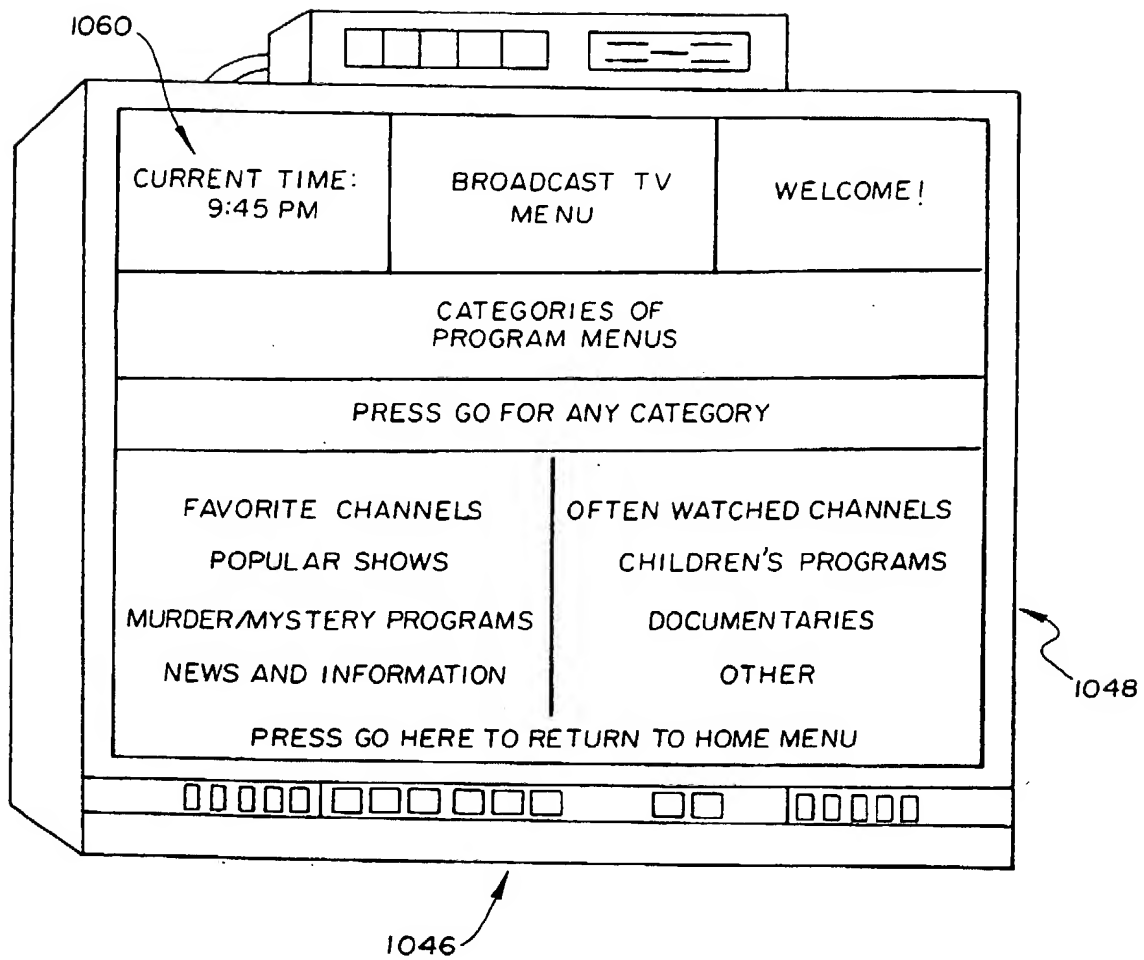 1060
CURRENT TIME:
9:45 PM
BROADCAST TV
MENU
WELCOME!
CATEGORIES OF
PROGRAM MENUS
PRESS GO FOR ANY CATEGORY
FAVORITE CHANNELS
OFTEN WATCHED CHANNELS
POPULAR SHOWS
CHILDREN'S PROGRAMS
MURDER/MYSTERY PROGRAMS
DOCUMENTARIES
NEWS AND INFORMATION
OTHER
1048
PRESS GO HERE TO RETURN TO HOME MENU
1046